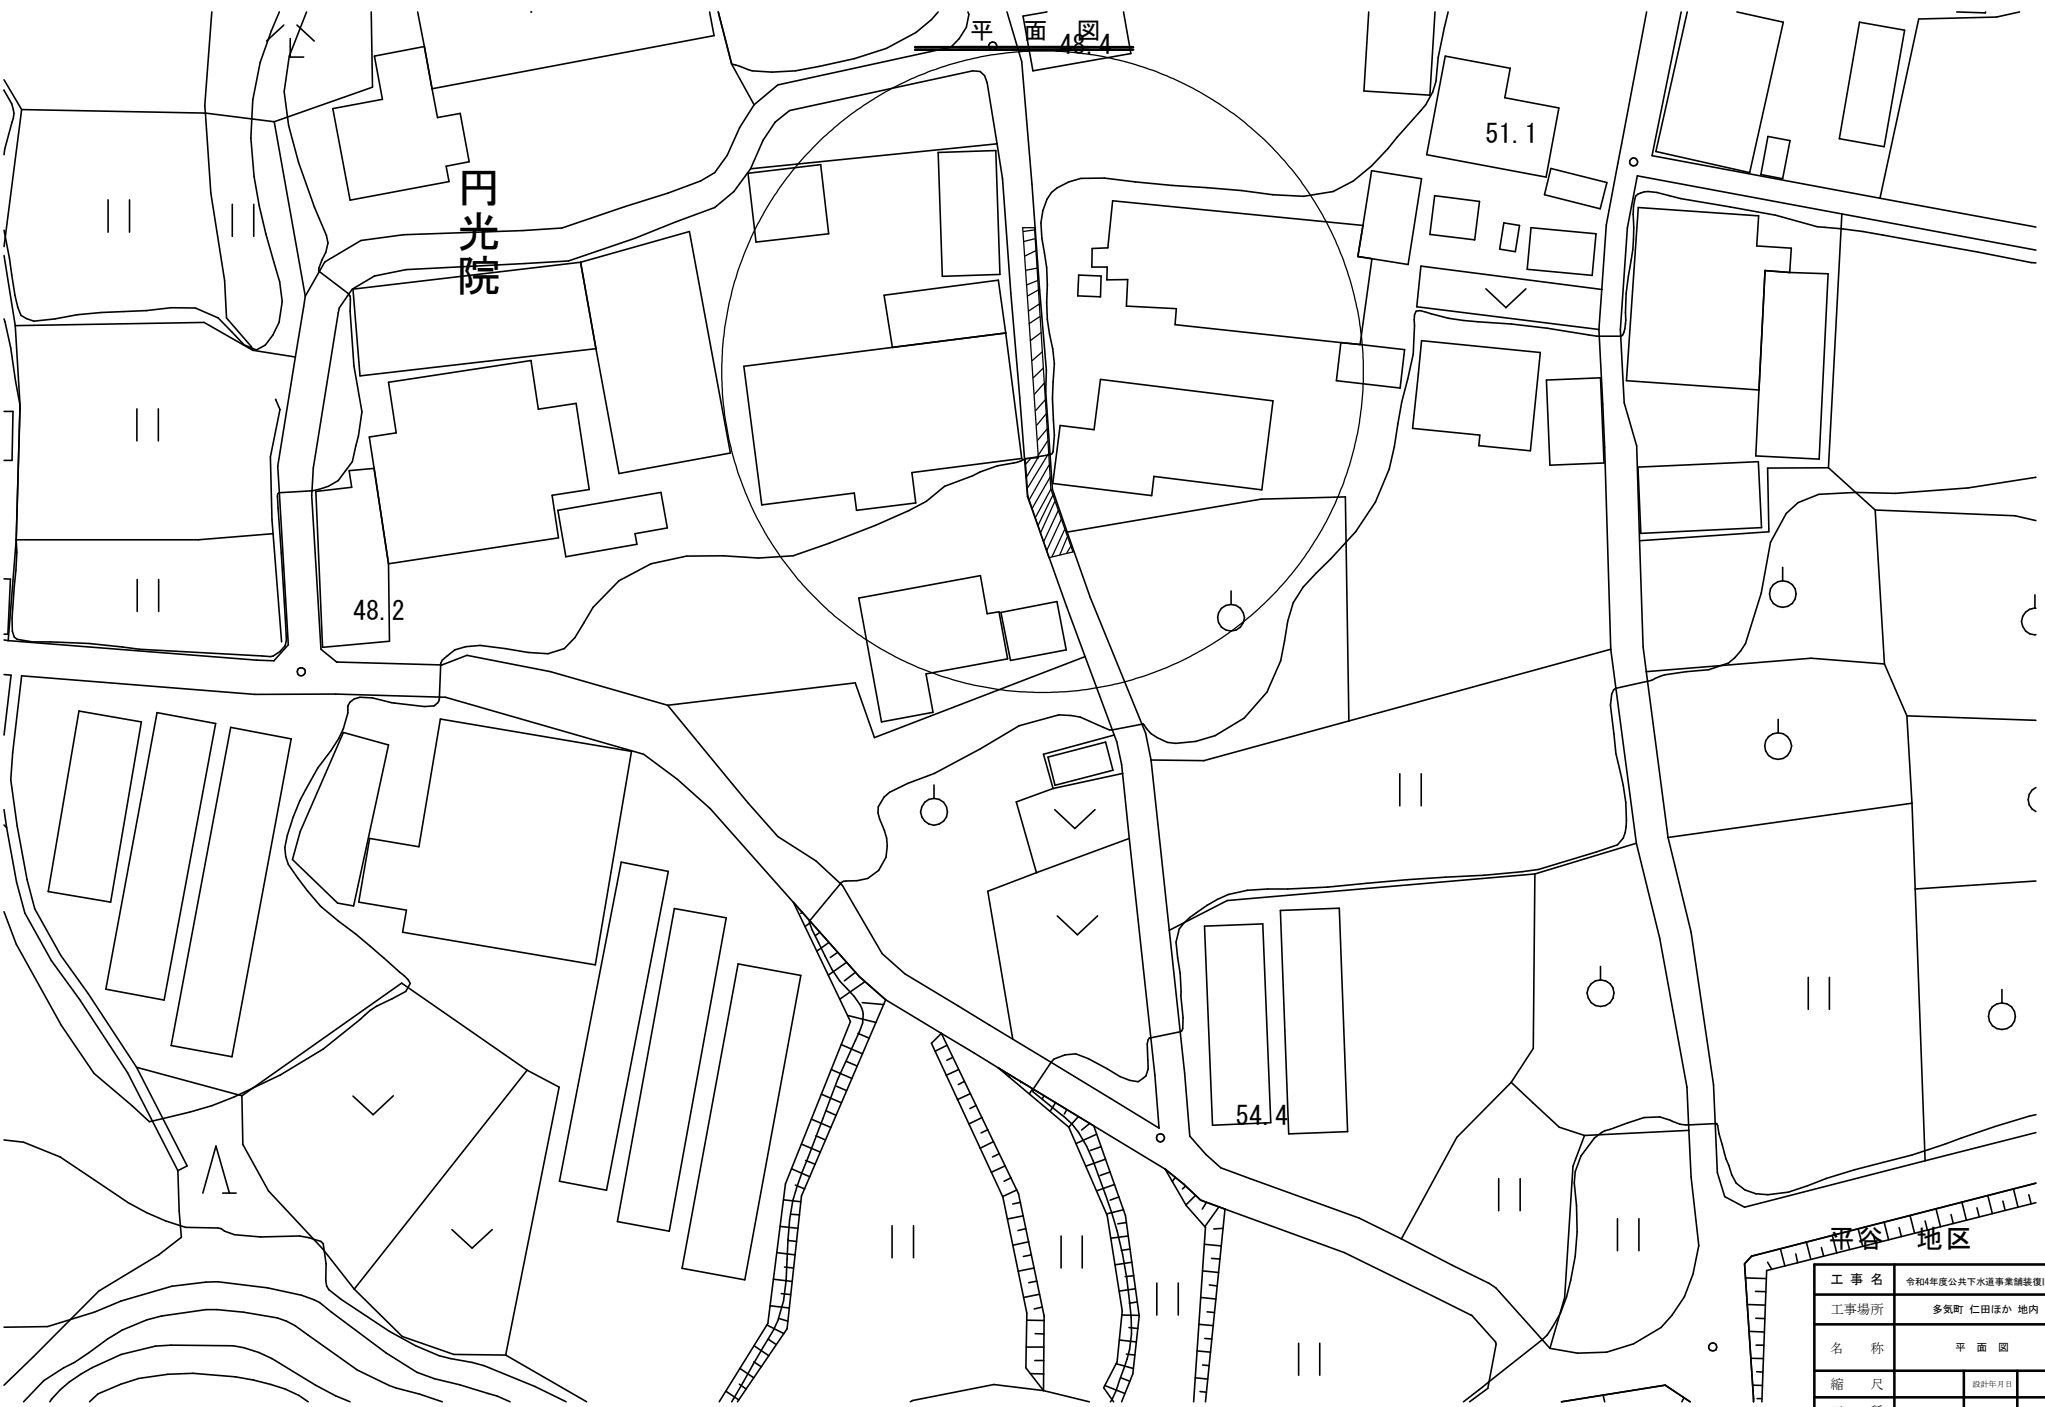 平 面 図
48.4
51.1
円光院
48.2
54.4
平谷 地区
工 事 名 令和4年度公共下水道事業舗装復
工事場所 多気町 仁田ほか 地内
名 称 平 面 図
縮 尺 設計年月日